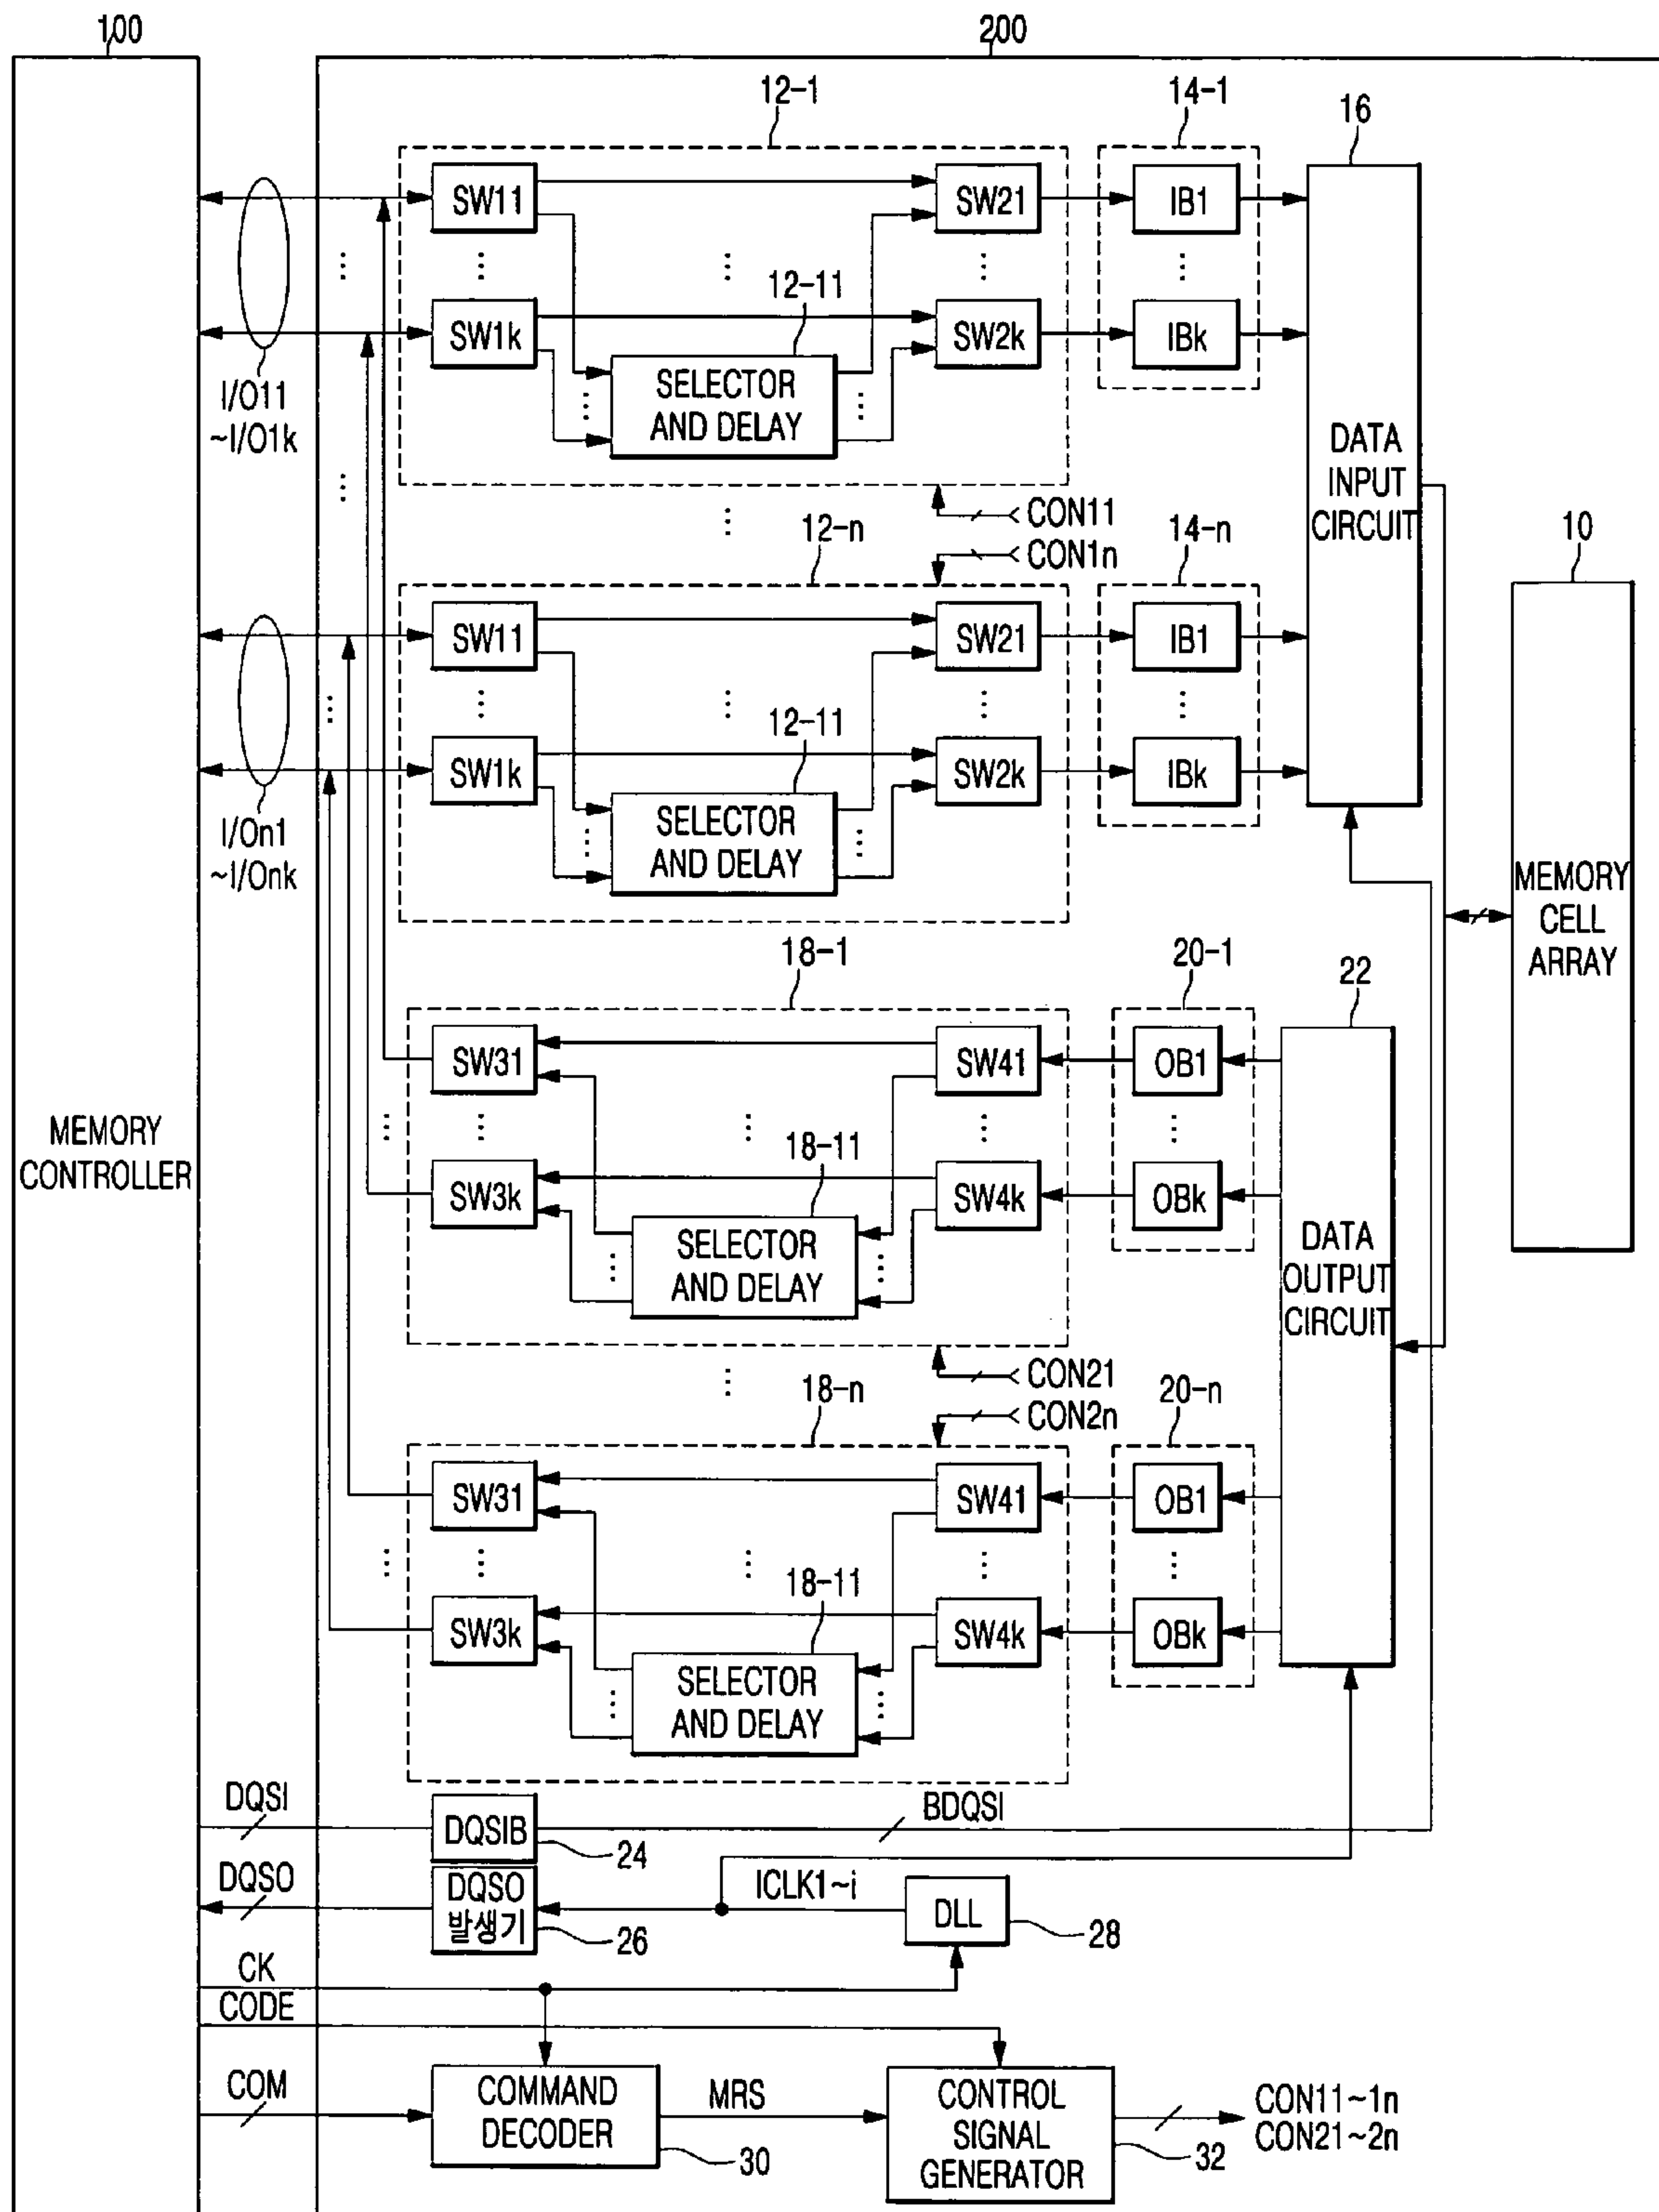 100
200
12-1
14-1
16
SW11
SW21
IB1
⋮
⋮
⋮
⋮
⋮
12-11
SW1k
SW2k
IBk
I/O11
~I/O1k
SELECTOR
AND DELAY
DATA
INPUT
CIRCUIT
CON11
12-n
CON1n
14-n
10
SW11
SW21
IB1
12-11
SW1k
SW2k
IBk
I/On1
~I/Onk
SELECTOR
AND DELAY
MEMORY
CELL
ARRAY
18-1
20-1
22
SW31
SW41
OB1
MEMORY
CONTROLLER
18-11
SW3k
SW4k
OBk
SELECTOR
AND DELAY
DATA
OUTPUT
CIRCUIT
CON21
18-n
CON2n
20-n
SW31
SW41
OB1
18-11
SW3k
SW4k
OBk
SELECTOR
AND DELAY
DQSI
DQSIB
24
BDQSI
DQSO
DQSO
발생기
26
ICLK1~i
DLL
28
CK
CODE
COM
COMMAND
DECODER
30
MRS
CONTROL
SIGNAL
GENERATOR
32
CON11~1n
CON21~2n